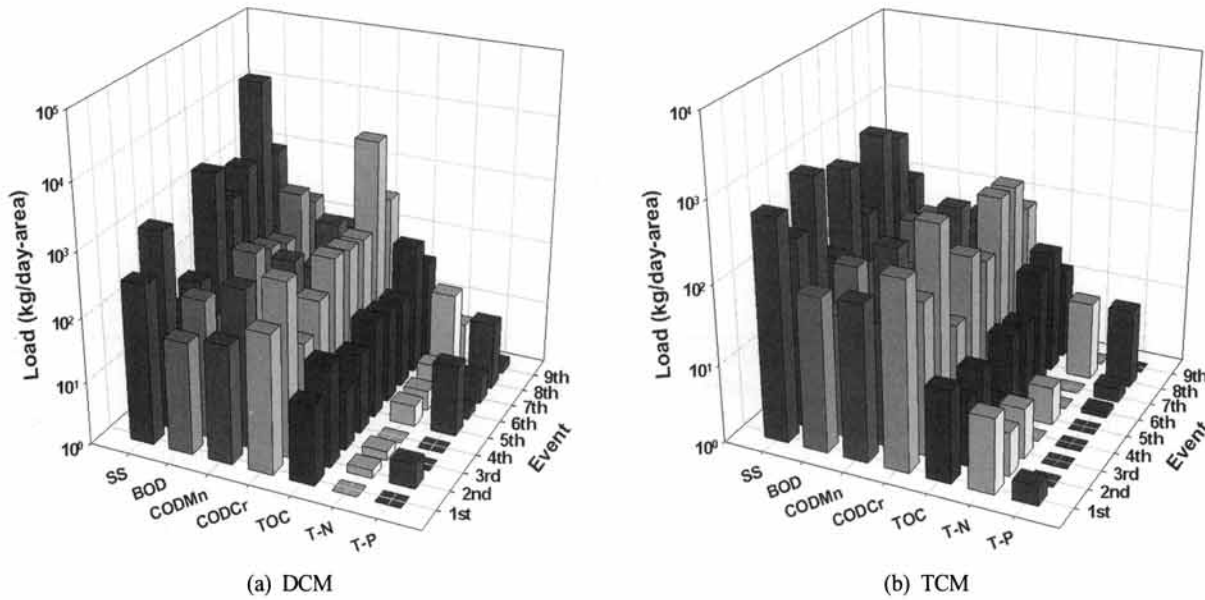 Load (kg/day-area)
10⁵
10⁴
10³
10²
10¹
10⁰
SS
BOD
CODMn
CODCr
TOC
T-N
T-P
1st
2nd
3rd
4th
5th
6th
7th
8th
9th
Event
(a) DCM
Load (kg/day-area)
10⁴
10³
10²
10¹
10⁰
SS
BOD
CODMn
CODCr
TOC
T-N
T-P
1st
2nd
3rd
4th
5th
6th
7th
8th
9th
Event
(b) TCM